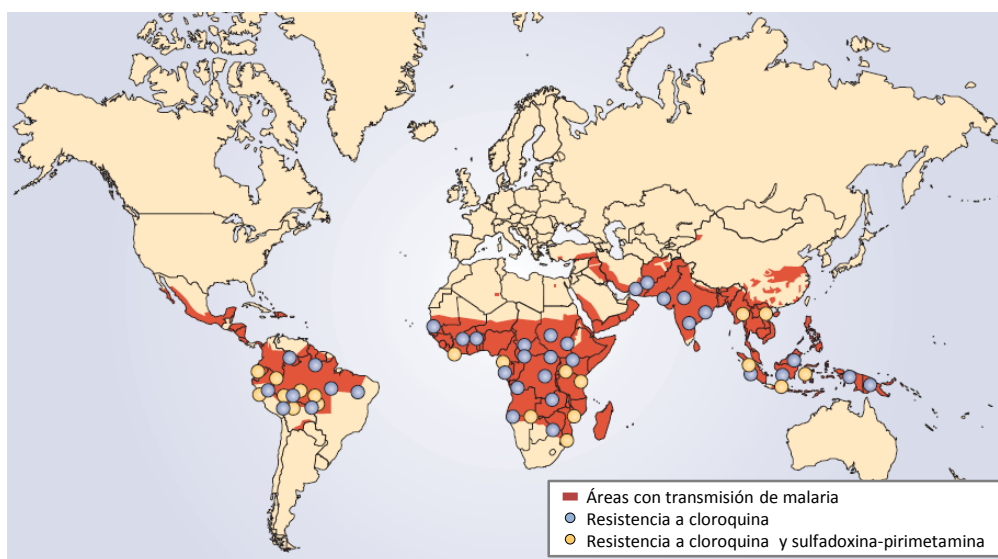 Áreas con transmisión de malaria
Resistencia a cloroquina
Resistencia a cloroquina y sulfadoxina-pirimetamina